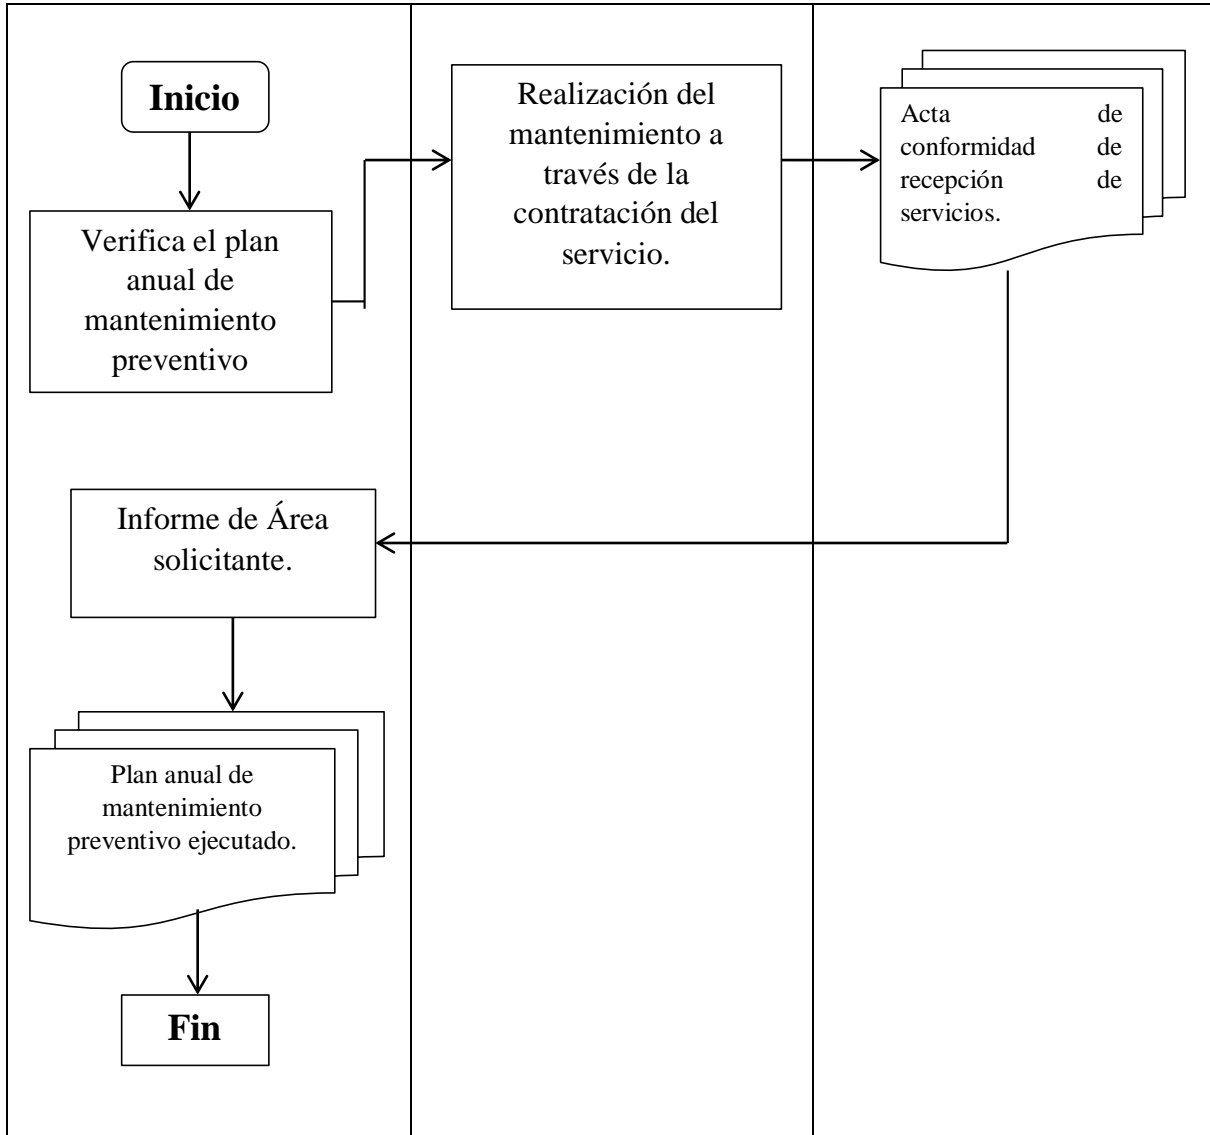 Inicio
Verifica el plan
anual de
mantenimiento
preventivo
Realización del
mantenimiento a
través de la
contratación del
servicio.
Acta de
conformidad de
recepción de
servicios.
Informe de Área
solicitante.
Plan anual de
mantenimiento
preventivo ejecutado.
Fin